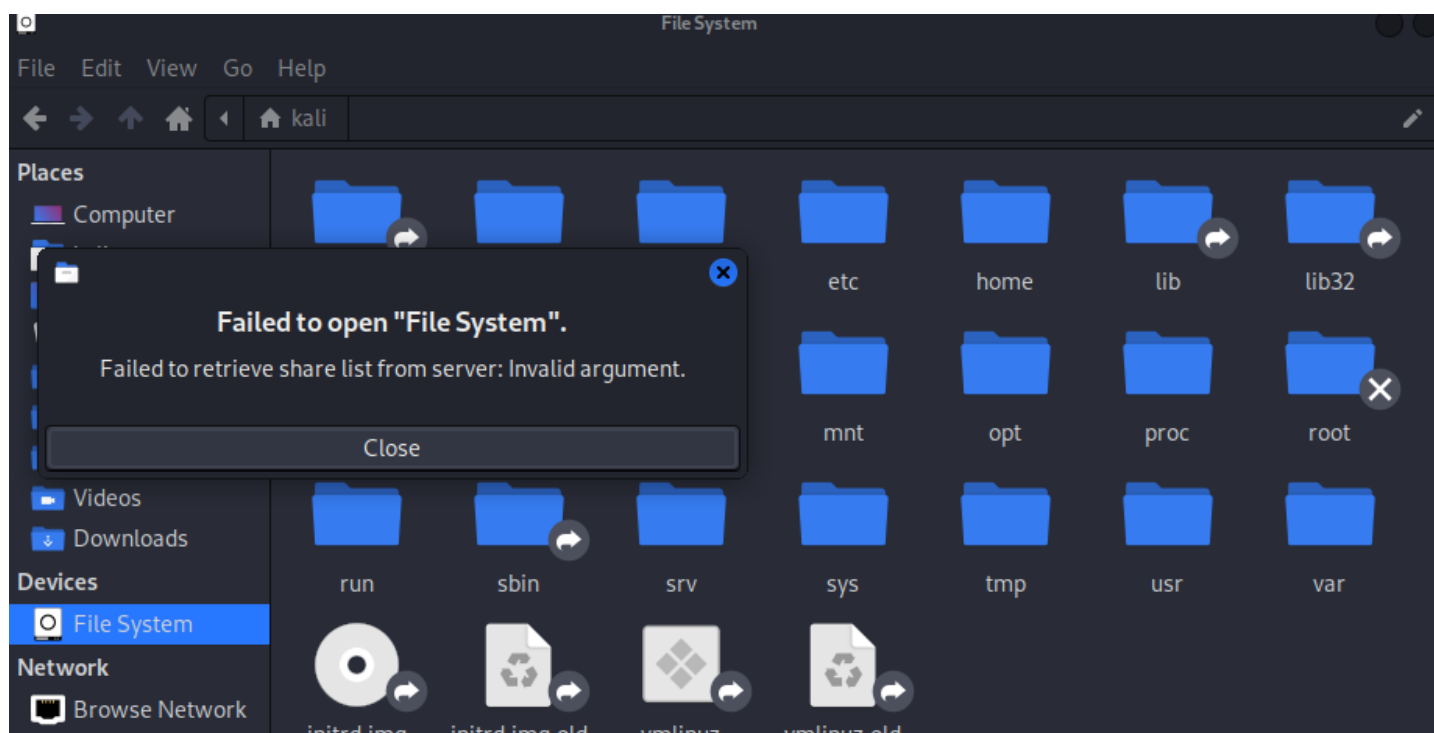 File System
File Edit View Go Help
kali
Places
Computer
Failed to open "File System".
Failed to retrieve share list from server: Invalid argument.
Close
etc home lib lib32
mnt opt proc root
Videos
Downloads
Devices
run sbin srv sys tmp usr var
File System
Network
Browse Network